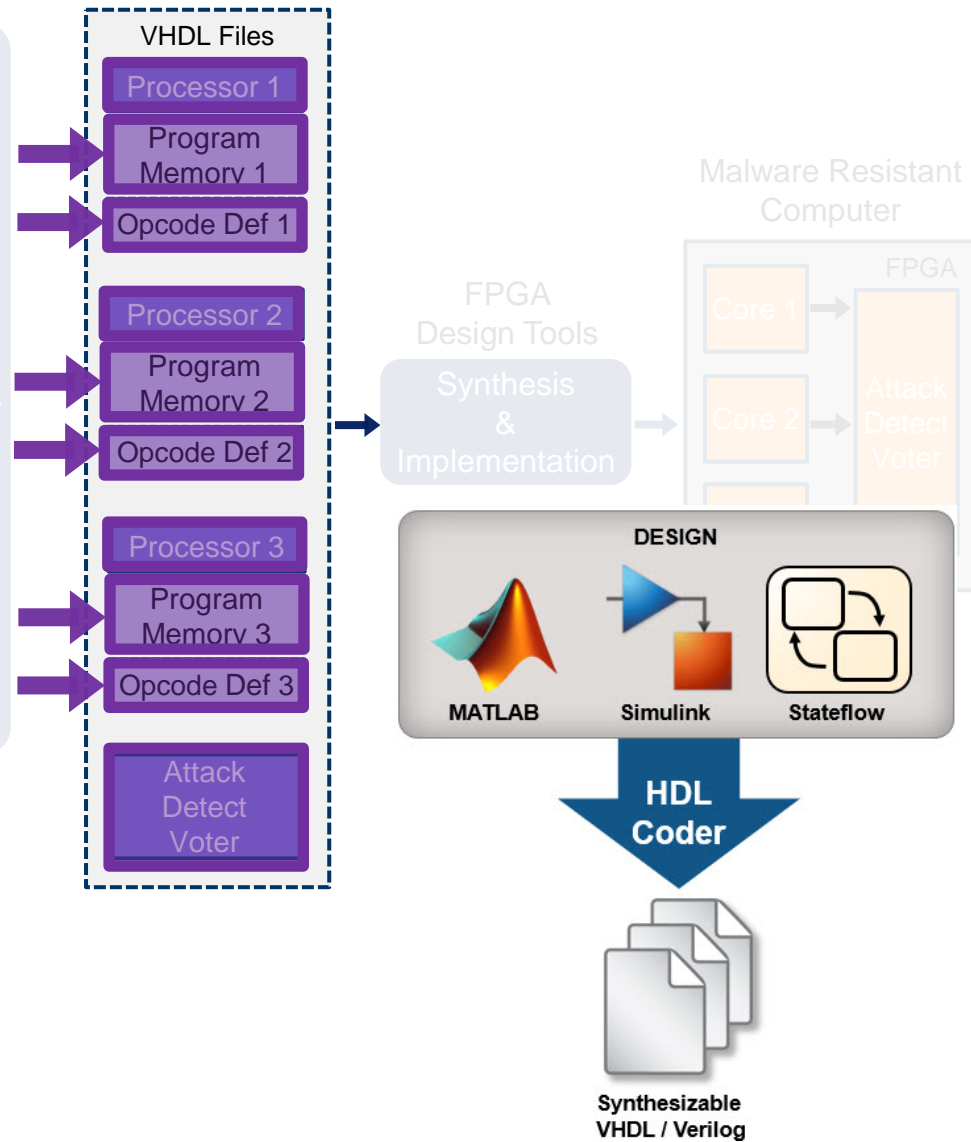 VHDL Files
Processor 1
Program
Memory 1
Opcode Def 1
Processor 2
Program
Memory 2
Opcode Def 2
Processor 3
Program
Memory 3
Opcode Def 3
Attack
Detect
Voter
FPGA
Design Tools
Synthesis
&
Implementation
Malware Resistant
Computer
FPGA
Core 1
Core 2
Attack
Detect
Voter
DESIGN
MATLAB
Simulink
Stateflow
HDL
Coder
Synthesizable
VHDL / Verilog